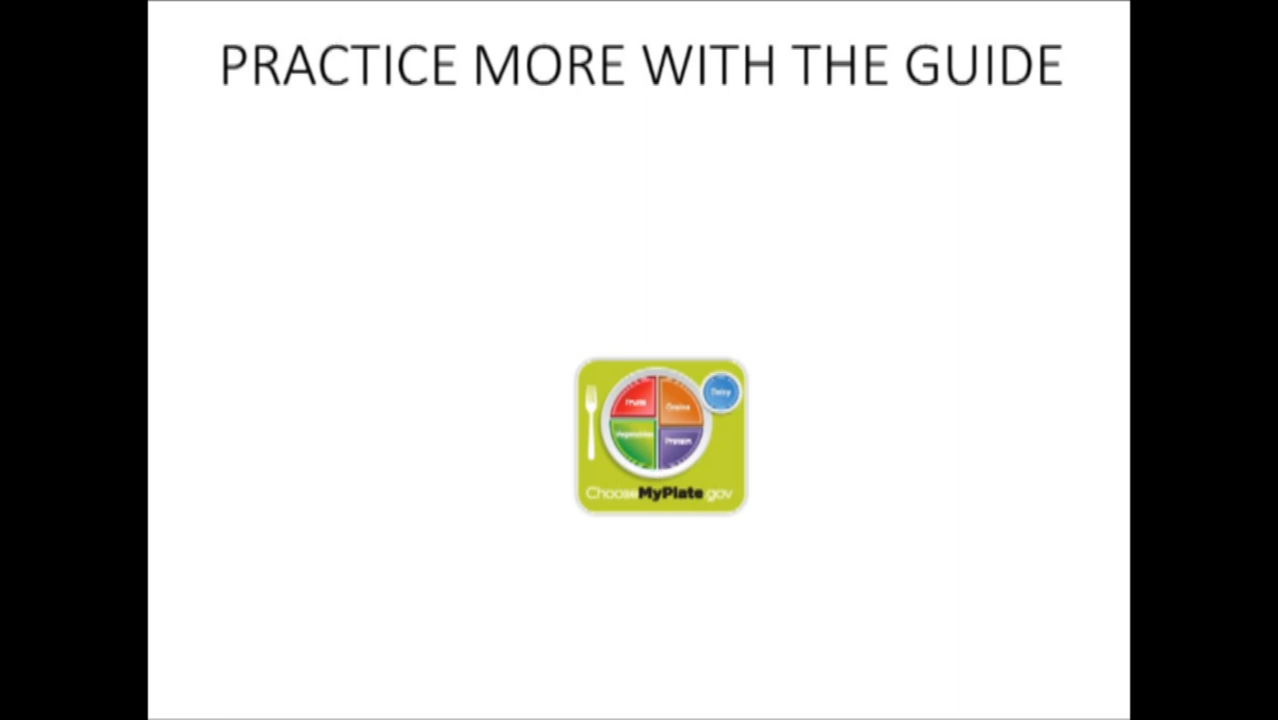 PRACTICE MORE WITH THE GUIDE
Fruits
Grains
Dairy
Vegetables
Protein
ChooseMyPlate.gov